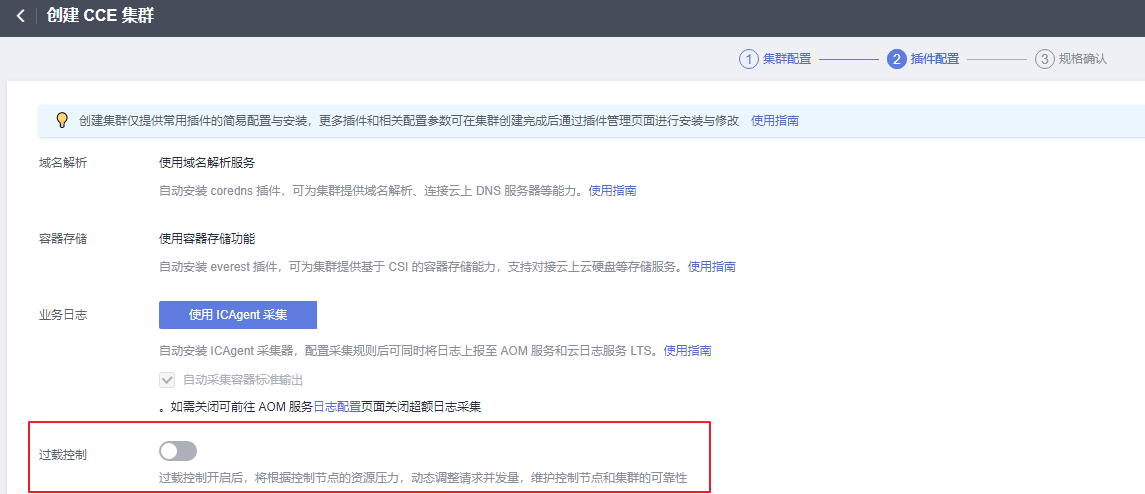 创建 CCE 集群
1 集群配置 2 插件配置 3 规格确认
创建集群仅提供常用插件的简易配置与安装，更多插件和相关配置参数可在集群创建完成后通过插件管理页面进行安装与修改 使用指南
域名解析 使用域名解析服务
自动安装 coredns 插件，可为集群提供域名解析、连接云上 DNS 服务器等能力。使用指南
容器存储 使用容器存储功能
自动安装 everest 插件，可为集群提供基于 CSI 的容器存储能力，支持对接云上云硬盘等存储服务。使用指南
业务日志 使用 ICAgent 采集
自动安装 ICAgent 采集器，配置采集规则后可同时将日志上报至 AOM 服务和云日志服务 LTS。使用指南
自动采集容器标准输出
。如需关闭可前往 AOM 服务日志配置页面关闭超额日志采集
过载控制
过载控制开启后，将根据控制节点的资源压力，动态调整请求并发量，维护控制节点和集群的可靠性